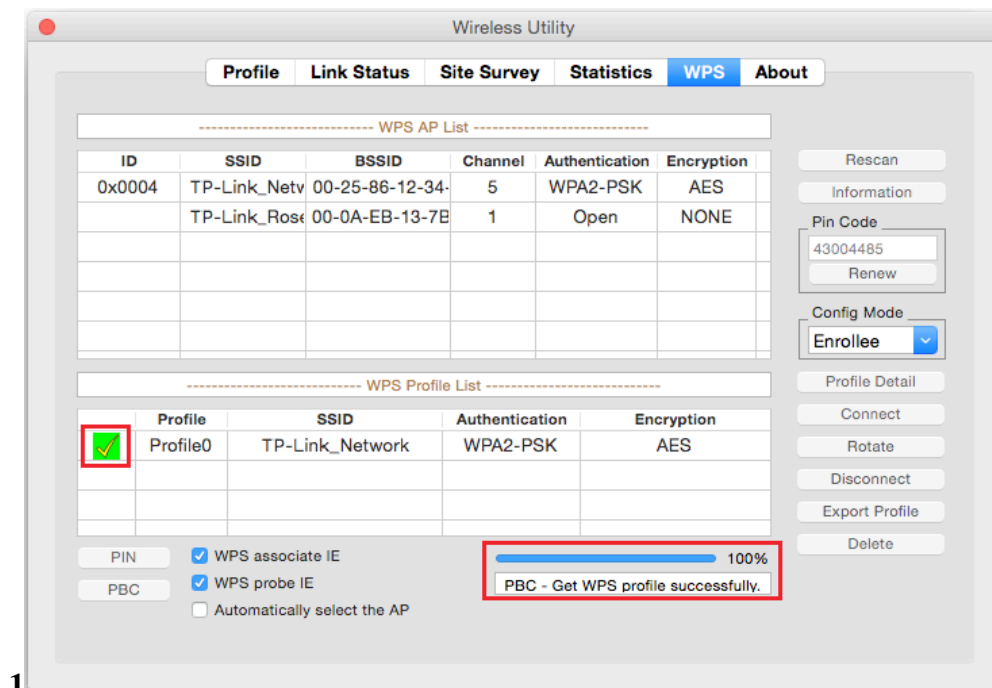 Wireless Utility
Profile Link Status Site Survey Statistics WPS About
---------------------------- WPS AP List ----------------------------
ID SSID BSSID Channel Authentication Encryption
0x0004 TP-Link_Netw 00-25-86-12-34- 5 WPA2-PSK AES
TP-Link_Rose 00-0A-EB-13-7B 1 Open NONE
Rescan
Information
Pin Code
43004485
Renew
Config Mode
Enrollee
---------------------------- WPS Profile List ----------------------------
Profile SSID Authentication Encryption
Profile0 TP-Link_Network WPA2-PSK AES
Profile Detail
Connect
Rotate
Disconnect
Export Profile
Delete
PIN
PBC
WPS associate IE
WPS probe IE
Automatically select the AP
100%
PBC - Get WPS profile successfully.
1